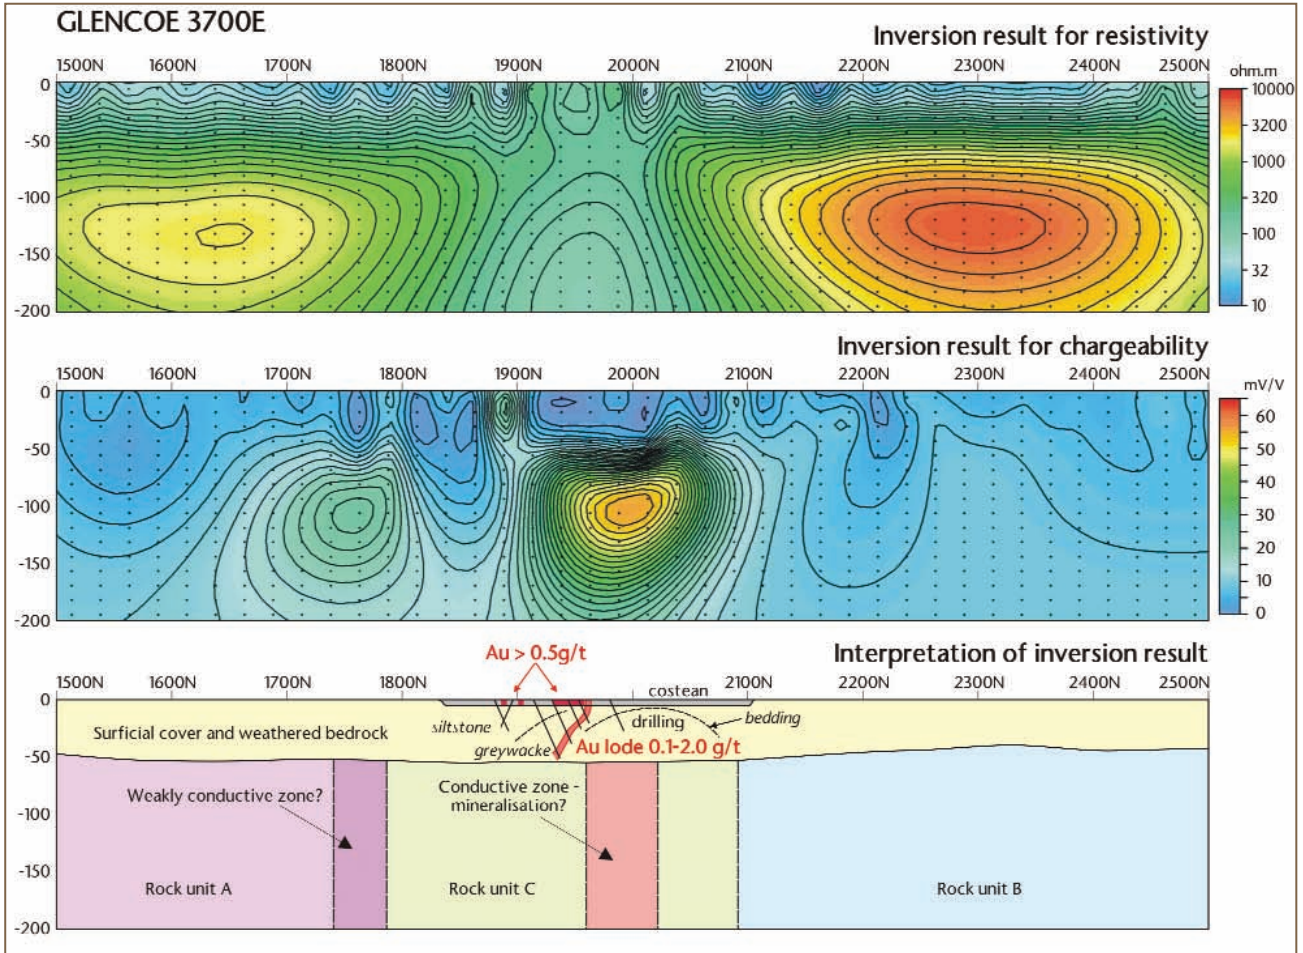 GLENCOE 3700E
Inversion result for resistivity
1500N 1600N 1700N 1800N 1900N 2000N 2100N 2200N 2300N 2400N 2500N
ohm.m
0
-50
-100
-150
-200
10000
3200
1000
320
100
32
10
Inversion result for chargeability
1500N 1600N 1700N 1800N 1900N 2000N 2100N 2200N 2300N 2400N 2500N
mV/V
0
-50
-100
-150
-200
60
50
40
30
20
10
0
Au > 0.5g/t
Interpretation of inversion result
1500N 1600N 1700N 1800N 2100N 2200N 2300N 2400N 2500N
costean
0
-50
-100
-150
-200
siltstone
drilling
bedding
Surficial cover and weathered bedrock
greywacke
Au lode 0.1-2.0 g/t
Weakly conductive zone?
Conductive zone -
mineralisation?
Rock unit A
Rock unit C
Rock unit B